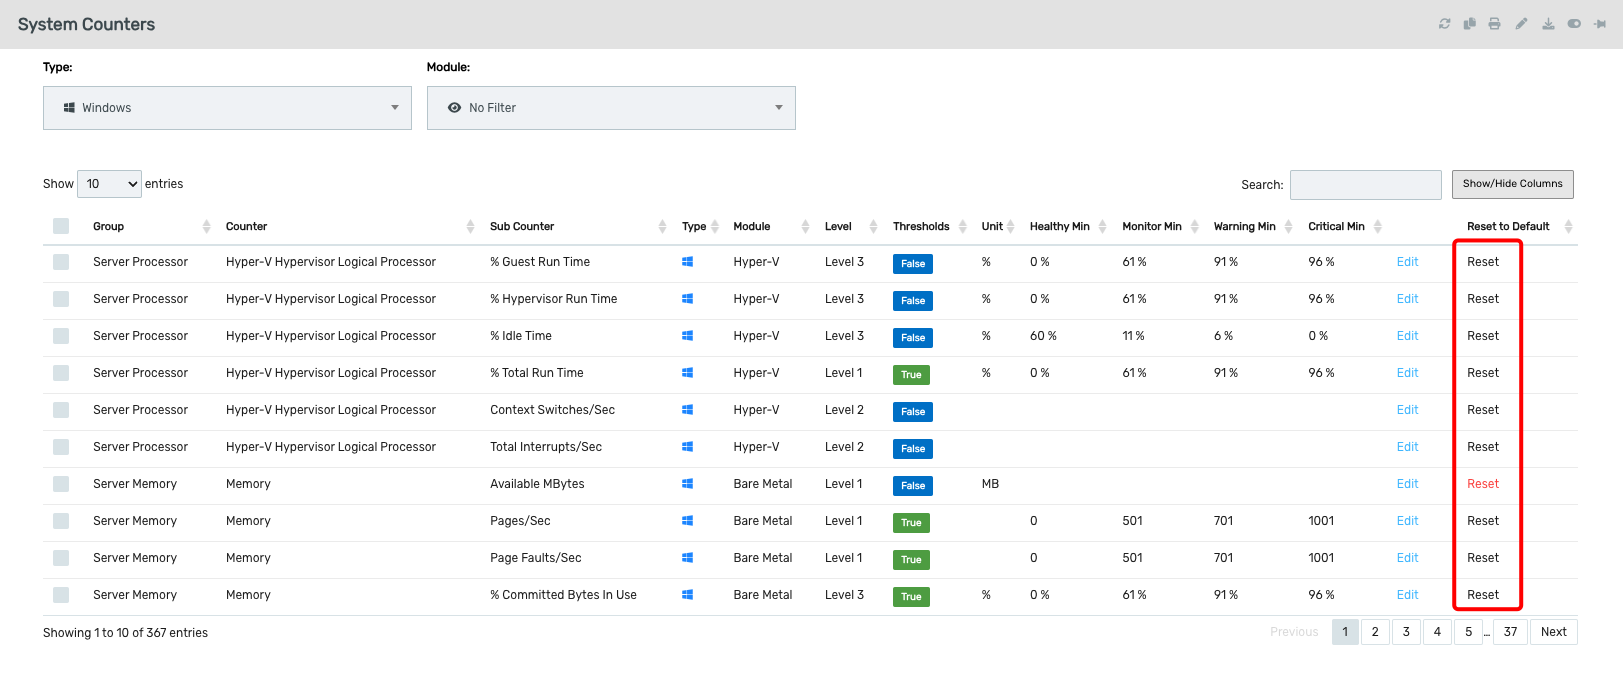 System Counters
Type: Module:
Windows No Filter
Show 10 entries Search: Show/Hide Columns
Group Counter Sub Counter Type Module Level Thresholds Unit Healthy Min Monitor Min Warning Min Critical Min Reset to Default
Server Processor Hyper-V Hypervisor Logical Processor % Guest Run Time Hyper-V Level 3 False % 0 % 61 % 91 % 96 % Edit Reset
Server Processor Hyper-V Hypervisor Logical Processor % Hypervisor Run Time Hyper-V Level 3 False % 0 % 61 % 91 % 96 % Edit Reset
Server Processor Hyper-V Hypervisor Logical Processor % Idle Time Hyper-V Level 3 False % 60 % 11 % 6 % 0 % Edit Reset
Server Processor Hyper-V Hypervisor Logical Processor % Total Run Time Hyper-V Level 1 True % 0 % 61 % 91 % 96 % Edit Reset
Server Processor Hyper-V Hypervisor Logical Processor Context Switches/Sec Hyper-V Level 2 False Edit Reset
Server Processor Hyper-V Hypervisor Logical Processor Total Interrupts/Sec Hyper-V Level 2 False Edit Reset
Server Memory Memory Available MBytes Bare Metal Level 1 False MB Edit Reset
Server Memory Memory Pages/Sec Bare Metal Level 1 True 0 501 701 1001 Edit Reset
Server Memory Memory Page Faults/Sec Bare Metal Level 1 True 0 501 701 1001 Edit Reset
Server Memory Memory % Committed Bytes In Use Bare Metal Level 3 True % 0 % 61 % 91 % 96 % Edit Reset
Showing 1 to 10 of 367 entries Previous 1 2 3 4 5 … 37 Next